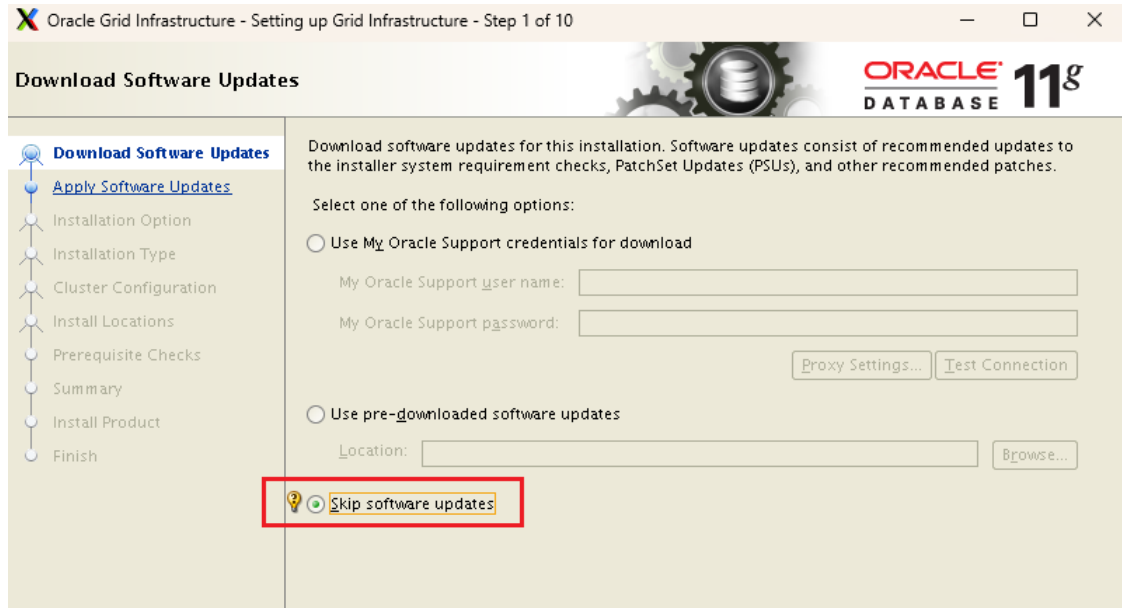 Oracle Grid Infrastructure - Setting up Grid Infrastructure - Step 1 of 10
Download Software Updates
ORACLE
DATABASE
11g
Download Software Updates
Apply Software Updates
Installation Option
Installation Type
Cluster Configuration
Install Locations
Prerequisite Checks
Summary
Install Product
Finish
Download software updates for this installation. Software updates consist of recommended updates to
the installer system requirement checks, PatchSet Updates (PSUs), and other recommended patches.
Select one of the following options:
Use My Oracle Support credentials for download
My Oracle Support user name:
My Oracle Support password:
Proxy Settings... Test Connection
Use pre-downloaded software updates
Location: Browse...
Skip software updates